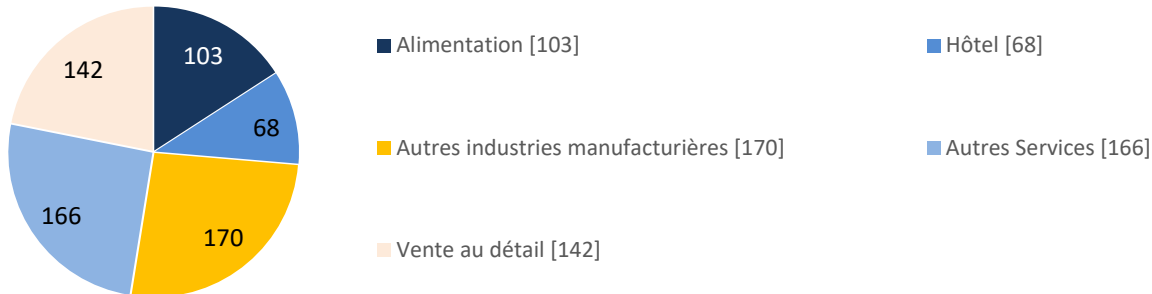 103
68
170
166
142
Alimentation [103]
Hôtel [68]
Autres industries manufacturières [170]
Autres Services [166]
Vente au détail [142]